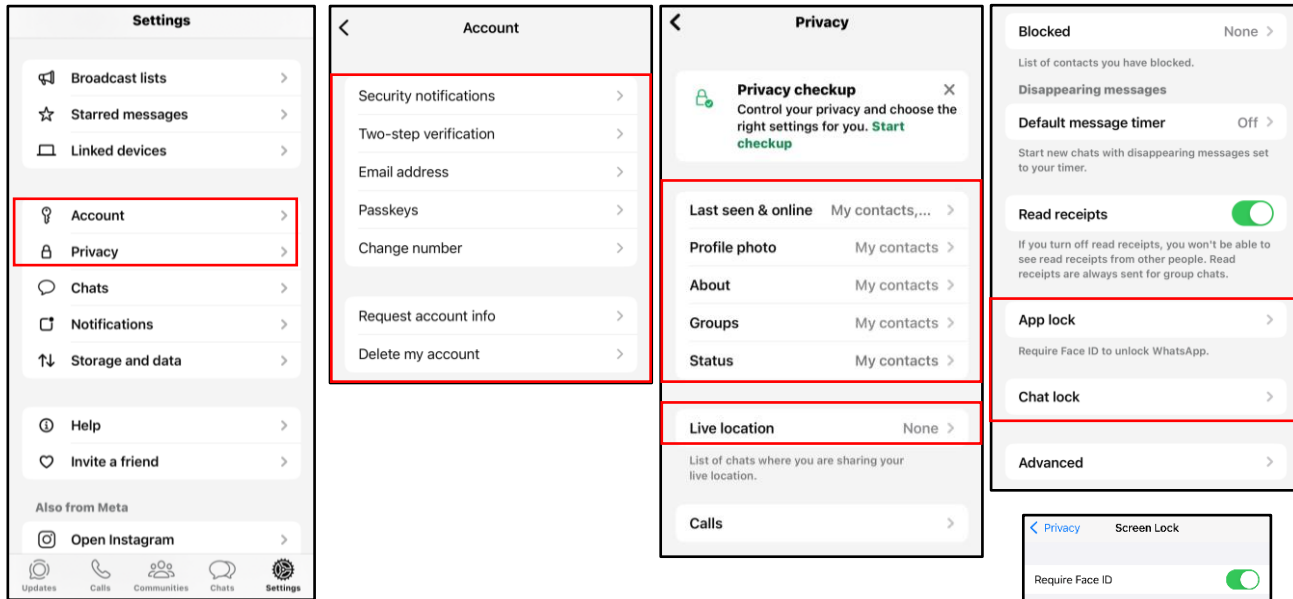 Settings
Broadcast lists
Starred messages
Linked devices
Account
Privacy
Chats
Notifications
Storage and data
Help
Invite a friend
Also from Meta
Open Instagram
Updates Calls Communities Chats Settings
Account
Security notifications
Two-step verification
Email address
Passkeys
Change number
Request account info
Delete my account
Privacy
Privacy checkup
Control your privacy and choose the
right settings for you. Start
checkup
Last seen & online My contacts,...
Profile photo My contacts
About My contacts
Groups My contacts
Status My contacts
Live location None
List of chats where you are sharing your
live location.
Calls
Blocked None
List of contacts you have blocked.
Disappearing messages
Default message timer Off
Start new chats with disappearing messages set
to your timer.
Read receipts
If you turn off read receipts, you won't be able to
see read receipts from other people. Read
receipts are always sent for group chats.
App lock
Require Face ID to unlock WhatsApp.
Chat lock
Advanced
Privacy Screen Lock
Require Face ID